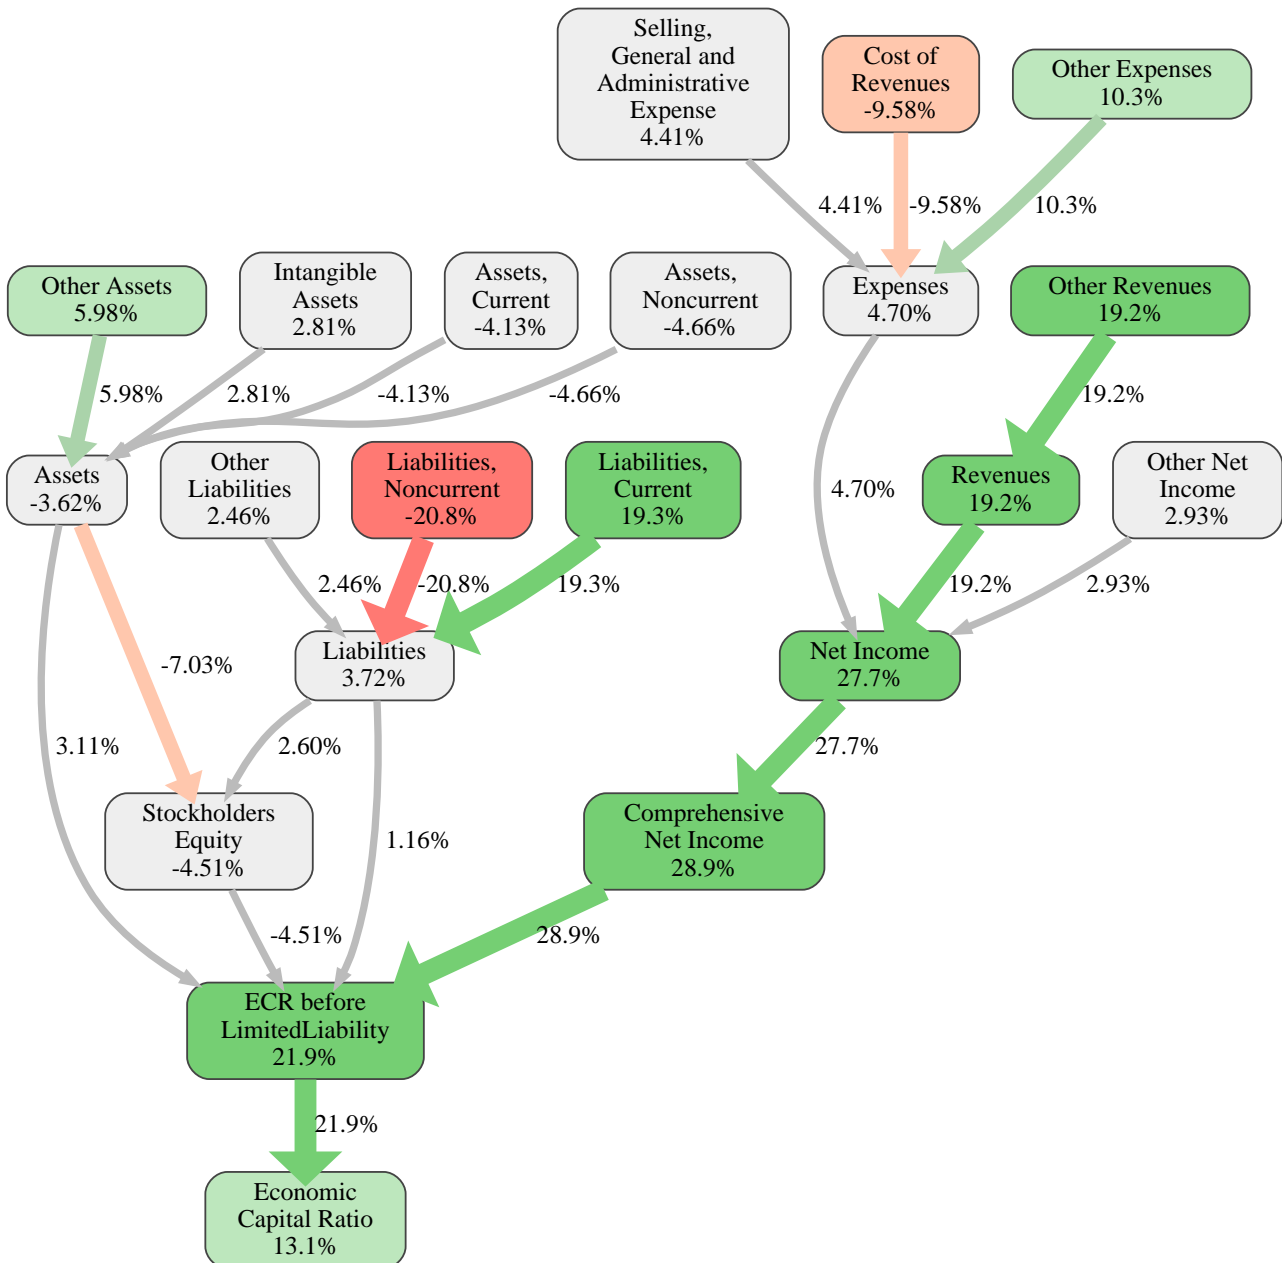 Selling,
General and
Administrative
Expense
4.41%
Cost of
Revenues
-9.58%
Other Expenses
10.3%
4.41%
-9.58%
10.3%
Other Assets
5.98%
Intangible
Assets
2.81%
Assets,
Current
-4.13%
Assets,
Noncurrent
-4.66%
Expenses
4.70%
Other Revenues
19.2%
5.98%
2.81%
-4.13%
-4.66%
19.2%
Assets
-3.62%
Other
Liabilities
2.46%
Liabilities,
Noncurrent
-20.8%
Liabilities,
Current
19.3%
4.70%
Revenues
19.2%
Other Net
Income
2.93%
2.46%
-20.8%
19.3%
19.2%
2.93%
-7.03%
Liabilities
3.72%
Net Income
27.7%
3.11%
2.60%
27.7%
Stockholders
Equity
-4.51%
1.16%
Comprehensive
Net Income
28.9%
-4.51%
28.9%
ECR before
LimitedLiability
21.9%
21.9%
Economic
Capital Ratio
13.1%